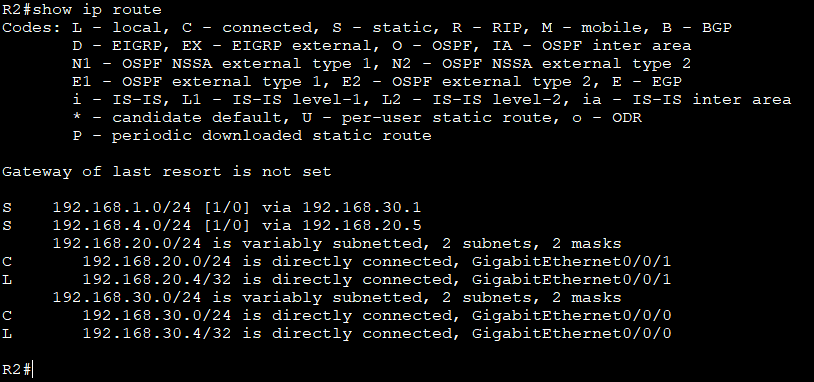 R2#show ip route
Codes: L - local, C - connected, S - static, R - RIP, M - mobile, B - BGP
       D - EIGRP, EX - EIGRP external, O - OSPF, IA - OSPF inter area
       N1 - OSPF NSSA external type 1, N2 - OSPF NSSA external type 2
       E1 - OSPF external type 1, E2 - OSPF external type 2, E - EGP
       i - IS-IS, L1 - IS-IS level-1, L2 - IS-IS level-2, ia - IS-IS inter area
       * - candidate default, U - per-user static route, o - ODR
       P - periodic downloaded static route

Gateway of last resort is not set

S    192.168.1.0/24 [1/0] via 192.168.30.1
S    192.168.4.0/24 [1/0] via 192.168.20.5
     192.168.20.0/24 is variably subnetted, 2 subnets, 2 masks
C       192.168.20.0/24 is directly connected, GigabitEthernet0/0/1
L       192.168.20.4/32 is directly connected, GigabitEthernet0/0/1
     192.168.30.0/24 is variably subnetted, 2 subnets, 2 masks
C       192.168.30.0/24 is directly connected, GigabitEthernet0/0/0
L       192.168.30.4/32 is directly connected, GigabitEthernet0/0/0

R2#